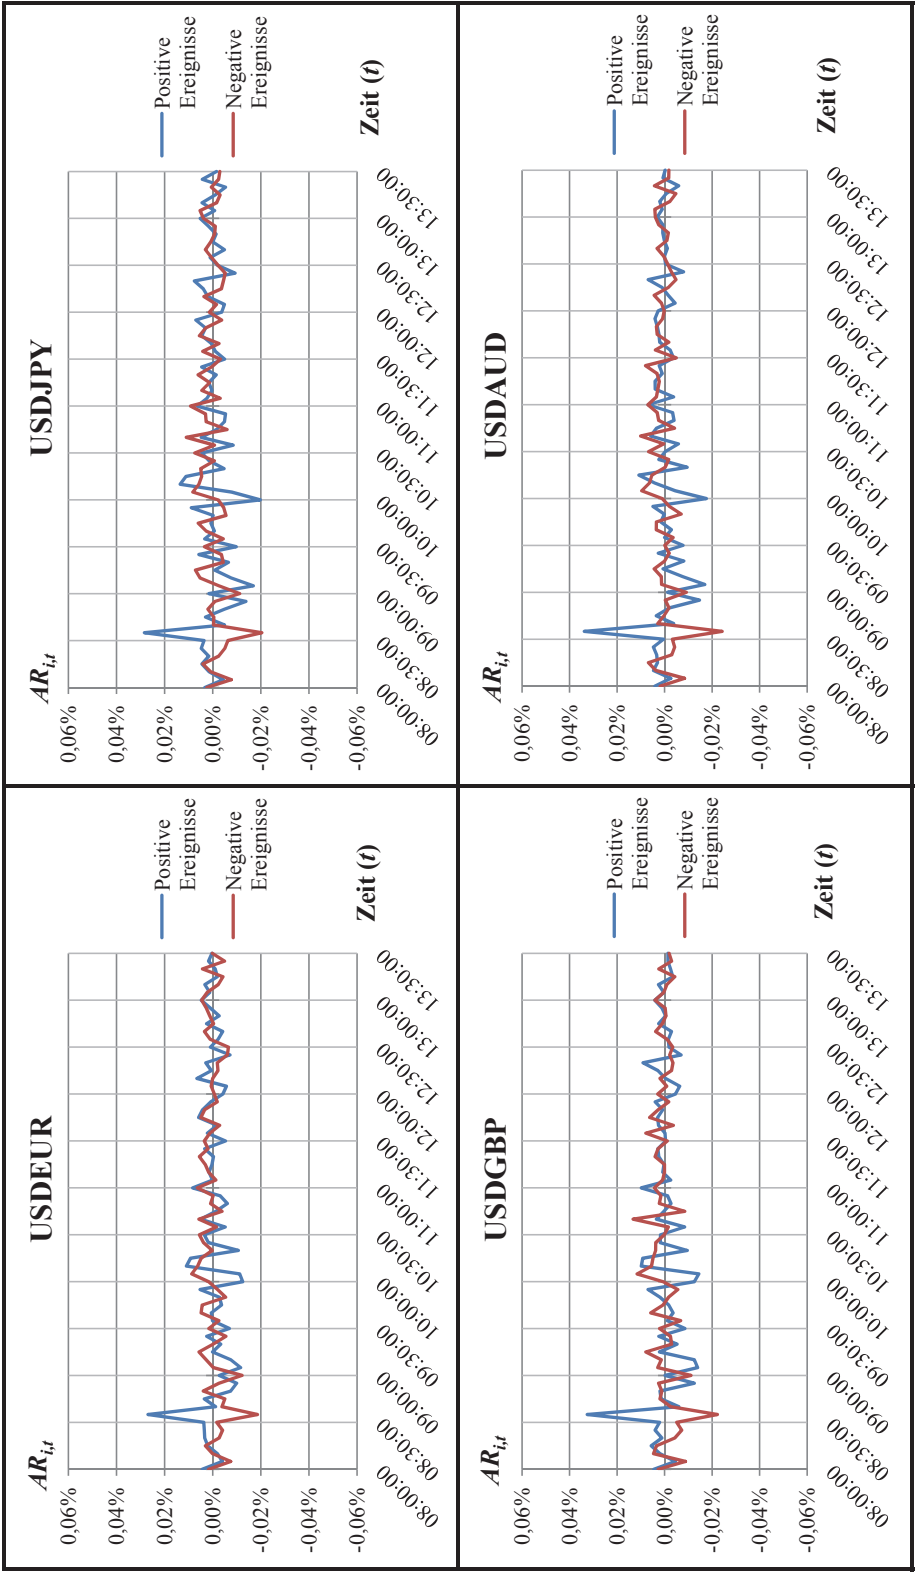 USDEUR
AR_{i,t}
0,06%
0,04%
0,02%
0,00%
-0,02%
-0,04%
-0,06%
08:00:00
08:30:00
09:00:00
09:30:00
10:00:00
10:30:00
11:00:00
11:30:00
12:00:00
12:30:00
13:00:00
13:30:00
Positive
Ereignisse
Negative
Ereignisse
Zeit (t)
USDJPY
AR_{i,t}
0,06%
0,04%
0,02%
0,00%
-0,02%
-0,04%
-0,06%
08:00:00
08:30:00
09:00:00
09:30:00
10:00:00
10:30:00
11:00:00
11:30:00
12:00:00
12:30:00
13:00:00
13:30:00
Positive
Ereignisse
Negative
Ereignisse
Zeit (t)
USDGBP
AR_{i,t}
0,06%
0,04%
0,02%
0,00%
-0,02%
-0,04%
-0,06%
08:00:00
08:30:00
09:00:00
09:30:00
10:00:00
10:30:00
11:00:00
11:30:00
12:00:00
12:30:00
13:00:00
13:30:00
Positive
Ereignisse
Negative
Ereignisse
Zeit (t)
USDAUD
AR_{i,t}
0,06%
0,04%
0,02%
0,00%
-0,02%
-0,04%
-0,06%
08:00:00
08:30:00
09:00:00
09:30:00
10:00:00
10:30:00
11:00:00
11:30:00
12:00:00
12:30:00
13:00:00
13:30:00
Positive
Ereignisse
Negative
Ereignisse
Zeit (t)